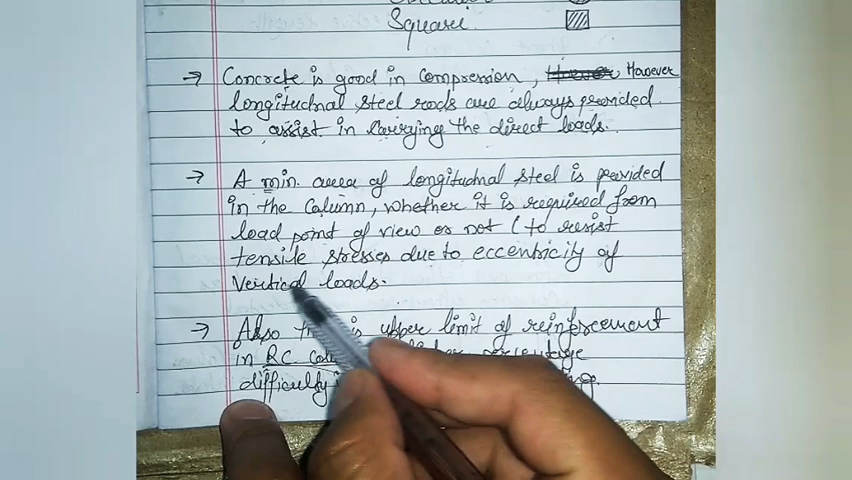 Square
→ Concrete is good in Compression, However
longitudnal steel rods are always provided
to assist in Carrying the direct loads.
→ A min. area of longitudnal steel is provided
in the Column, whether it is required from
load point of view or not (to resist
tensile stresses due to eccentricity of
Vertical loads.
→ Also is upper limit of reinforcement
in RC.
difficulty